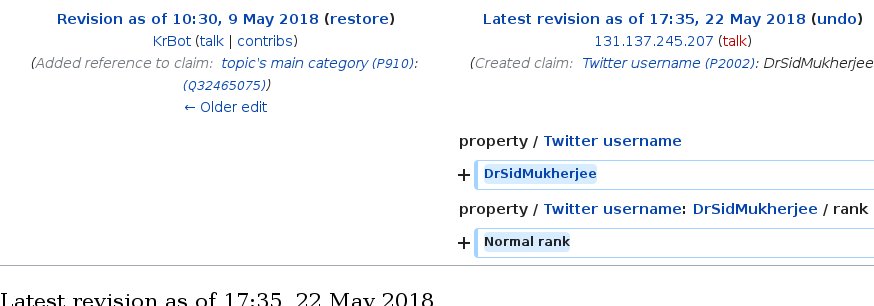 Revision as of 10:30, 9 May 2018 (restore)
KrBot (talk | contribs)
(Added reference to claim: topic's main category (P910):
(Q32465075))
← Older edit
Latest revision as of 17:35, 22 May 2018 (undo)
131.137.245.207 (talk)
(Created claim: Twitter username (P2002): DrSidMukherjee
property / Twitter username
+ DrSidMukherjee
property / Twitter username: DrSidMukherjee / rank
+ Normal rank
Latest revision as of 17:35, 22 May 2018